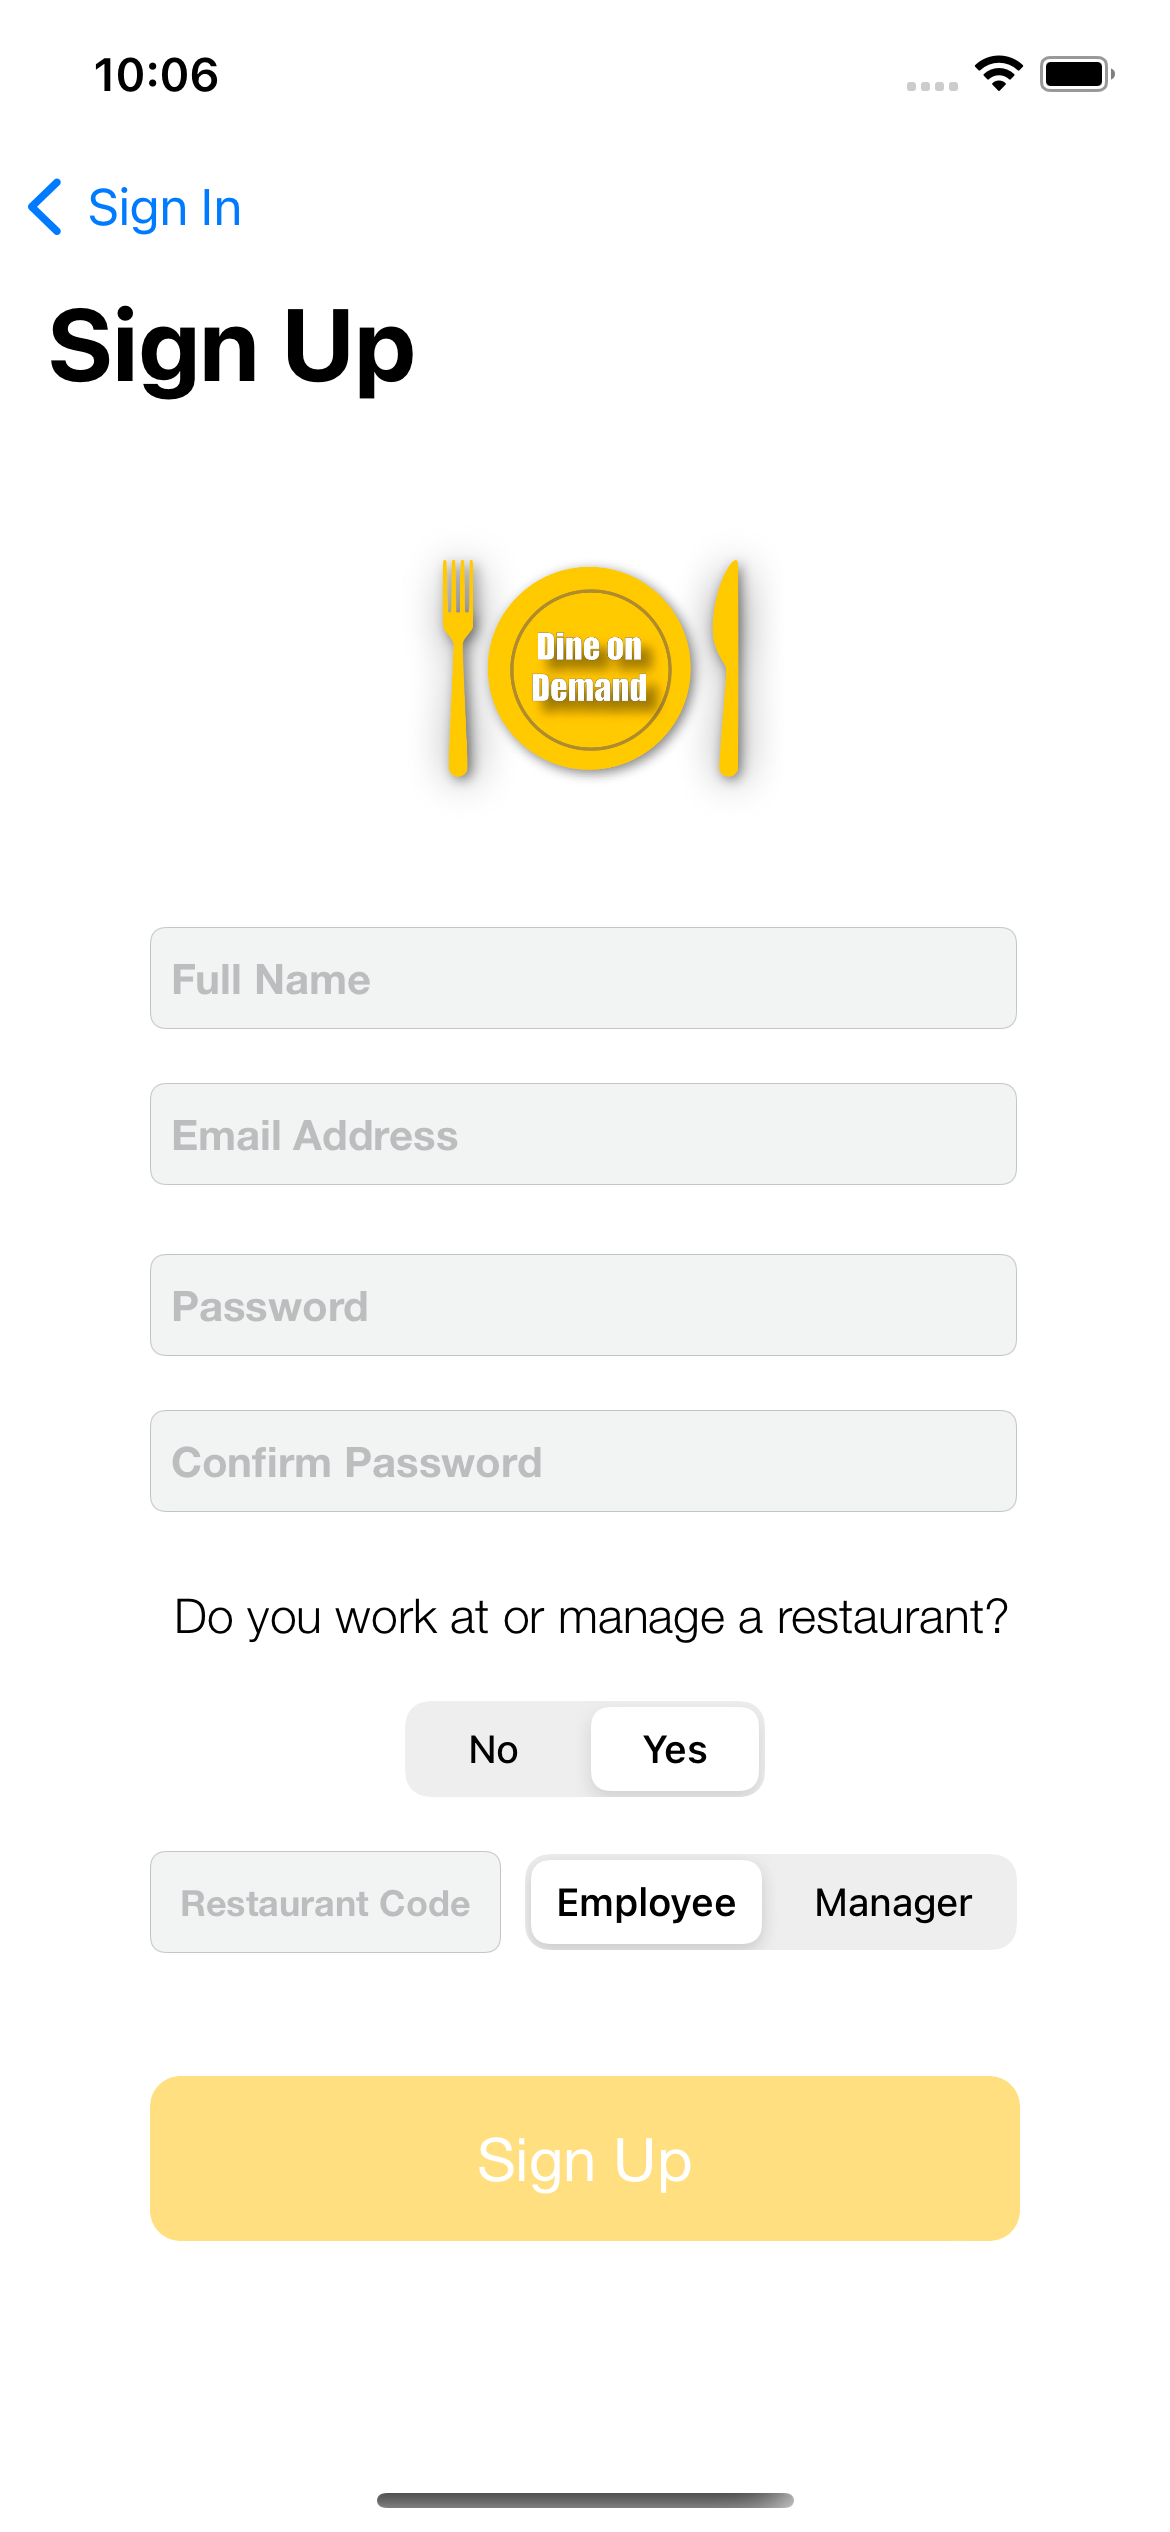 10:06
Sign In
Sign Up
Dine on
Demand
Full Name
Email Address
Password
Confirm Password
Do you work at or manage a restaurant?
No Yes
Restaurant Code Employee Manager
Sign Up